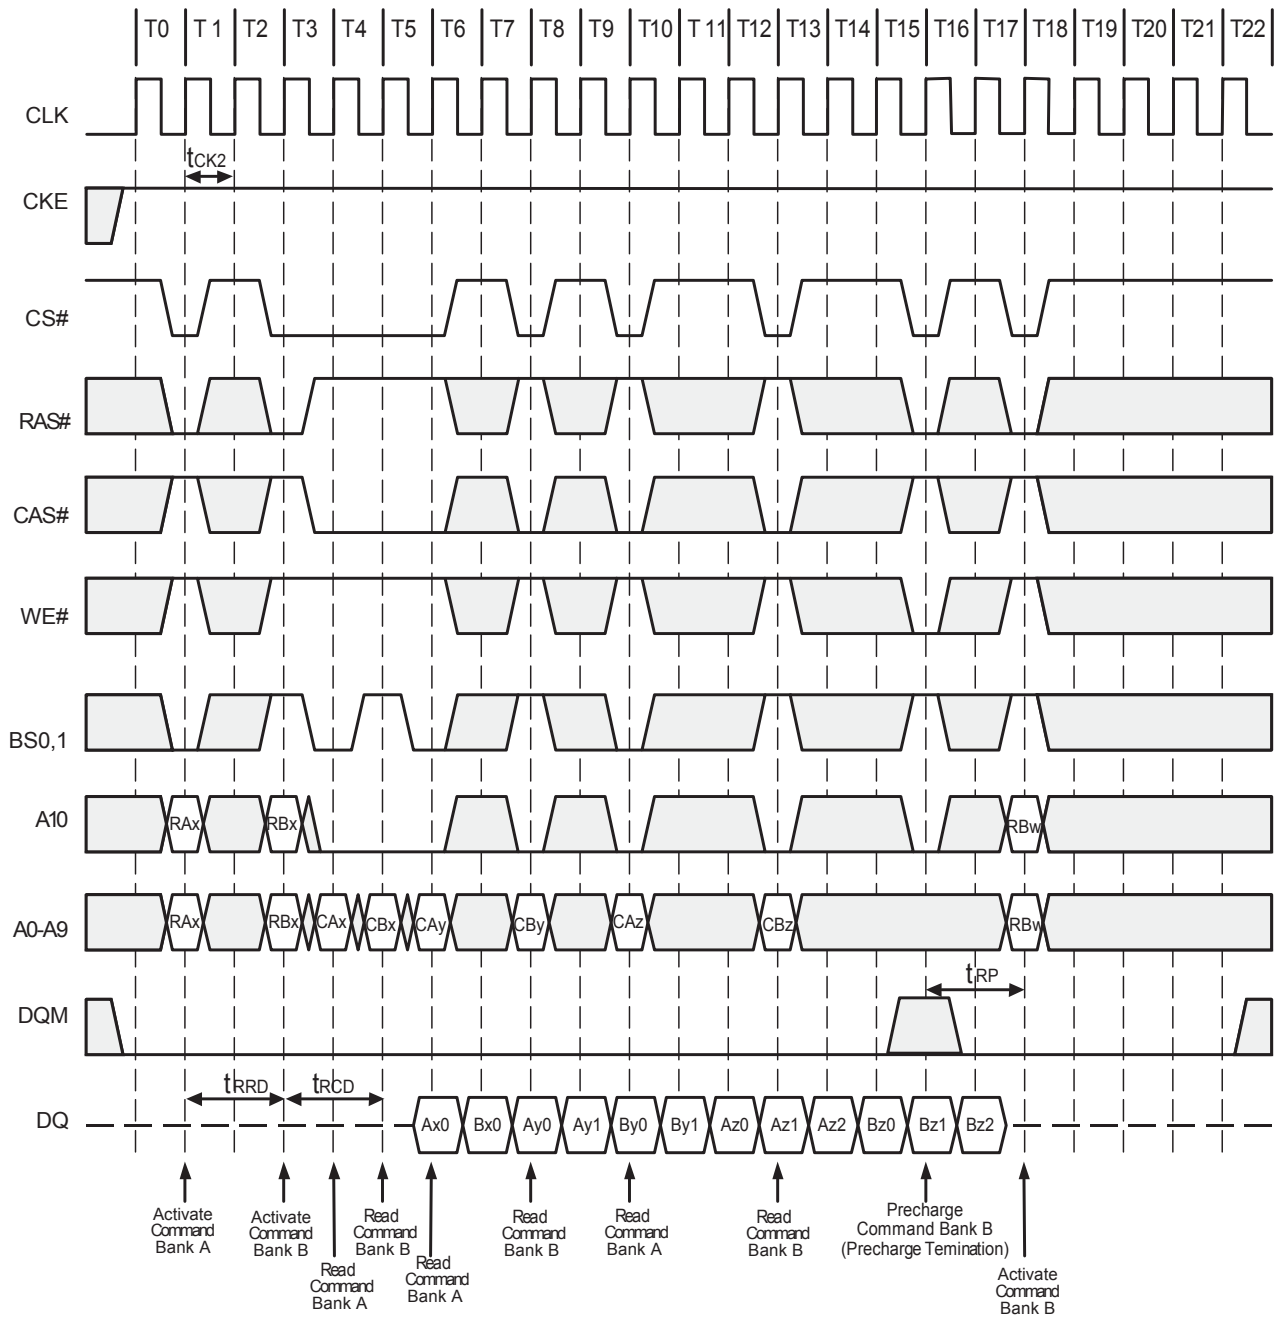 T0 T 1 T2 T3 T4 T5 T6 T7 T8 T9 T10 T 11 T12 T13 T14 T15 T16 T17 T18 T19 T20 T21 T22
CLK
tCK2
CKE
CS#
RAS#
CAS#
WE#
BS0,1
A10
RAx RBx RBw
A0-A9
RAx RBx CAx CBx CAy CBy CAz CBz RBw
tRP
DQM
tRRD tRCD
DQ
Ax0 Bx0 Ay0 Ay1 By0 By1 Az0 Az1 Az2 Bz0 Bz1 Bz2
Activate
Command
Bank A
Activate
Command
Bank B
Read
Command
Bank A
Read
Command
Bank B
Read
Command
Bank A
Read
Command
Bank B
Read
Command
Bank A
Read
Command
Bank B
Precharge
Command Bank B
(Precharge Temination)
Activate
Command
Bank B